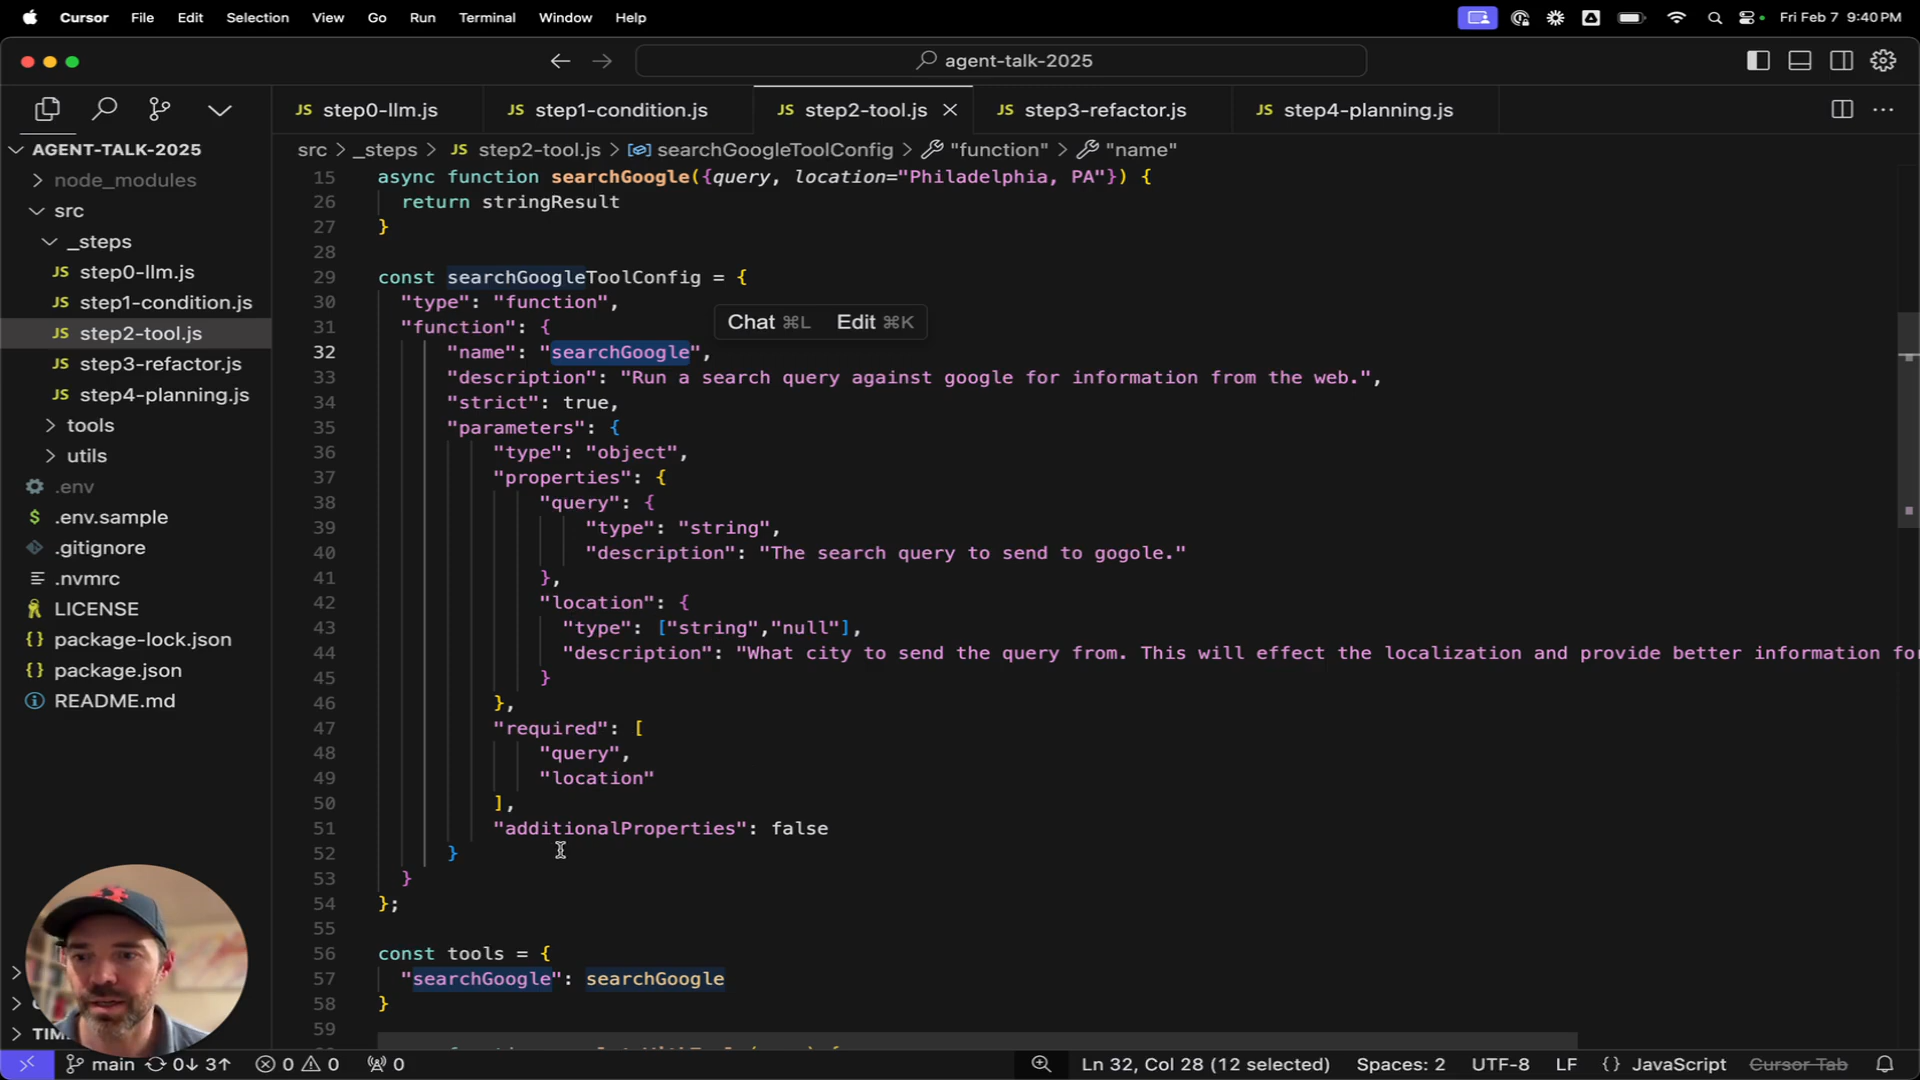 Cursor File Edit Selection View Go Run Terminal Window Help Fri Feb 7 9:40 PM
agent-talk-2025
JS step0-llm.js JS step1-condition.js JS step2-tool.js JS step3-refactor.js JS step4-planning.js
src > _steps > JS step2-tool.js > searchGoogleToolConfig > "function" > "name"
AGENT-TALK-2025
node_modules
src
_steps
JS step0-llm.js
JS step1-condition.js
JS step2-tool.js
JS step3-refactor.js
JS step4-planning.js
tools
utils
.env
$ .env.sample
.gitignore
.nvmrc
LICENSE
{} package-lock.json
{} package.json
README.md
TIM
15 async function searchGoogle({query, location="Philadelphia, PA"}) {
26 return stringResult
27 }
28
29 const searchGoogleToolConfig = {
30 "type": "function",
31 "function": {
Chat ⌘L Edit ⌘K
32 "name": "searchGoogle",
33 "description": "Run a search query against google for information from the web.",
34 "strict": true,
35 "parameters": {
36 "type": "object",
37 "properties": {
38 "query": {
39 "type": "string",
40 "description": "The search query to send to gogole."
41 },
42 "location": {
43 "type": ["string","null"],
44 "description": "What city to send the query from. This will effect the localization and provide better information fo
45 }
46 },
47 "required": [
48 "query",
49 "location"
50 ],
51 "additionalProperties": false
52 }
53 }
54 };
55
56 const tools = {
57 "searchGoogle": searchGoogle
58 }
59
main 0↓ 3↑ 0 0 0 Ln 32, Col 28 (12 selected) Spaces: 2 UTF-8 LF {} JavaScript Cursor Tab